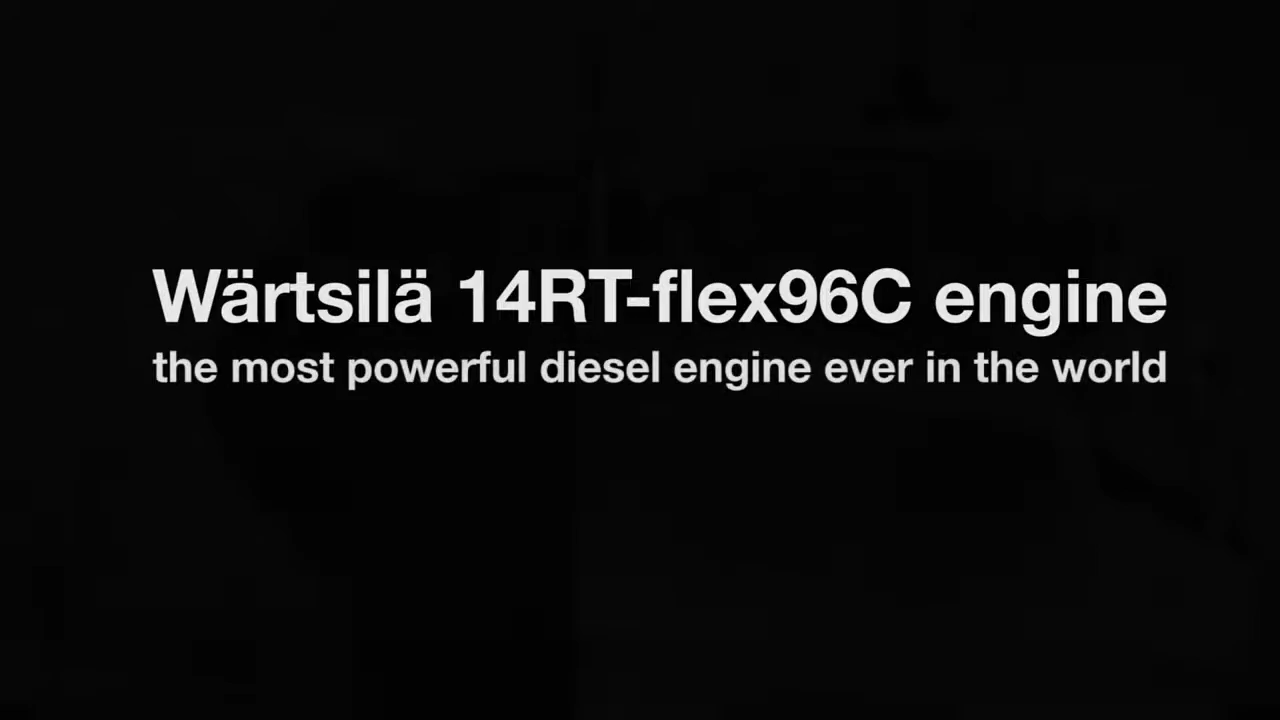 Wärtsilä 14RT-flex96C engine
the most powerful diesel engine ever in the world